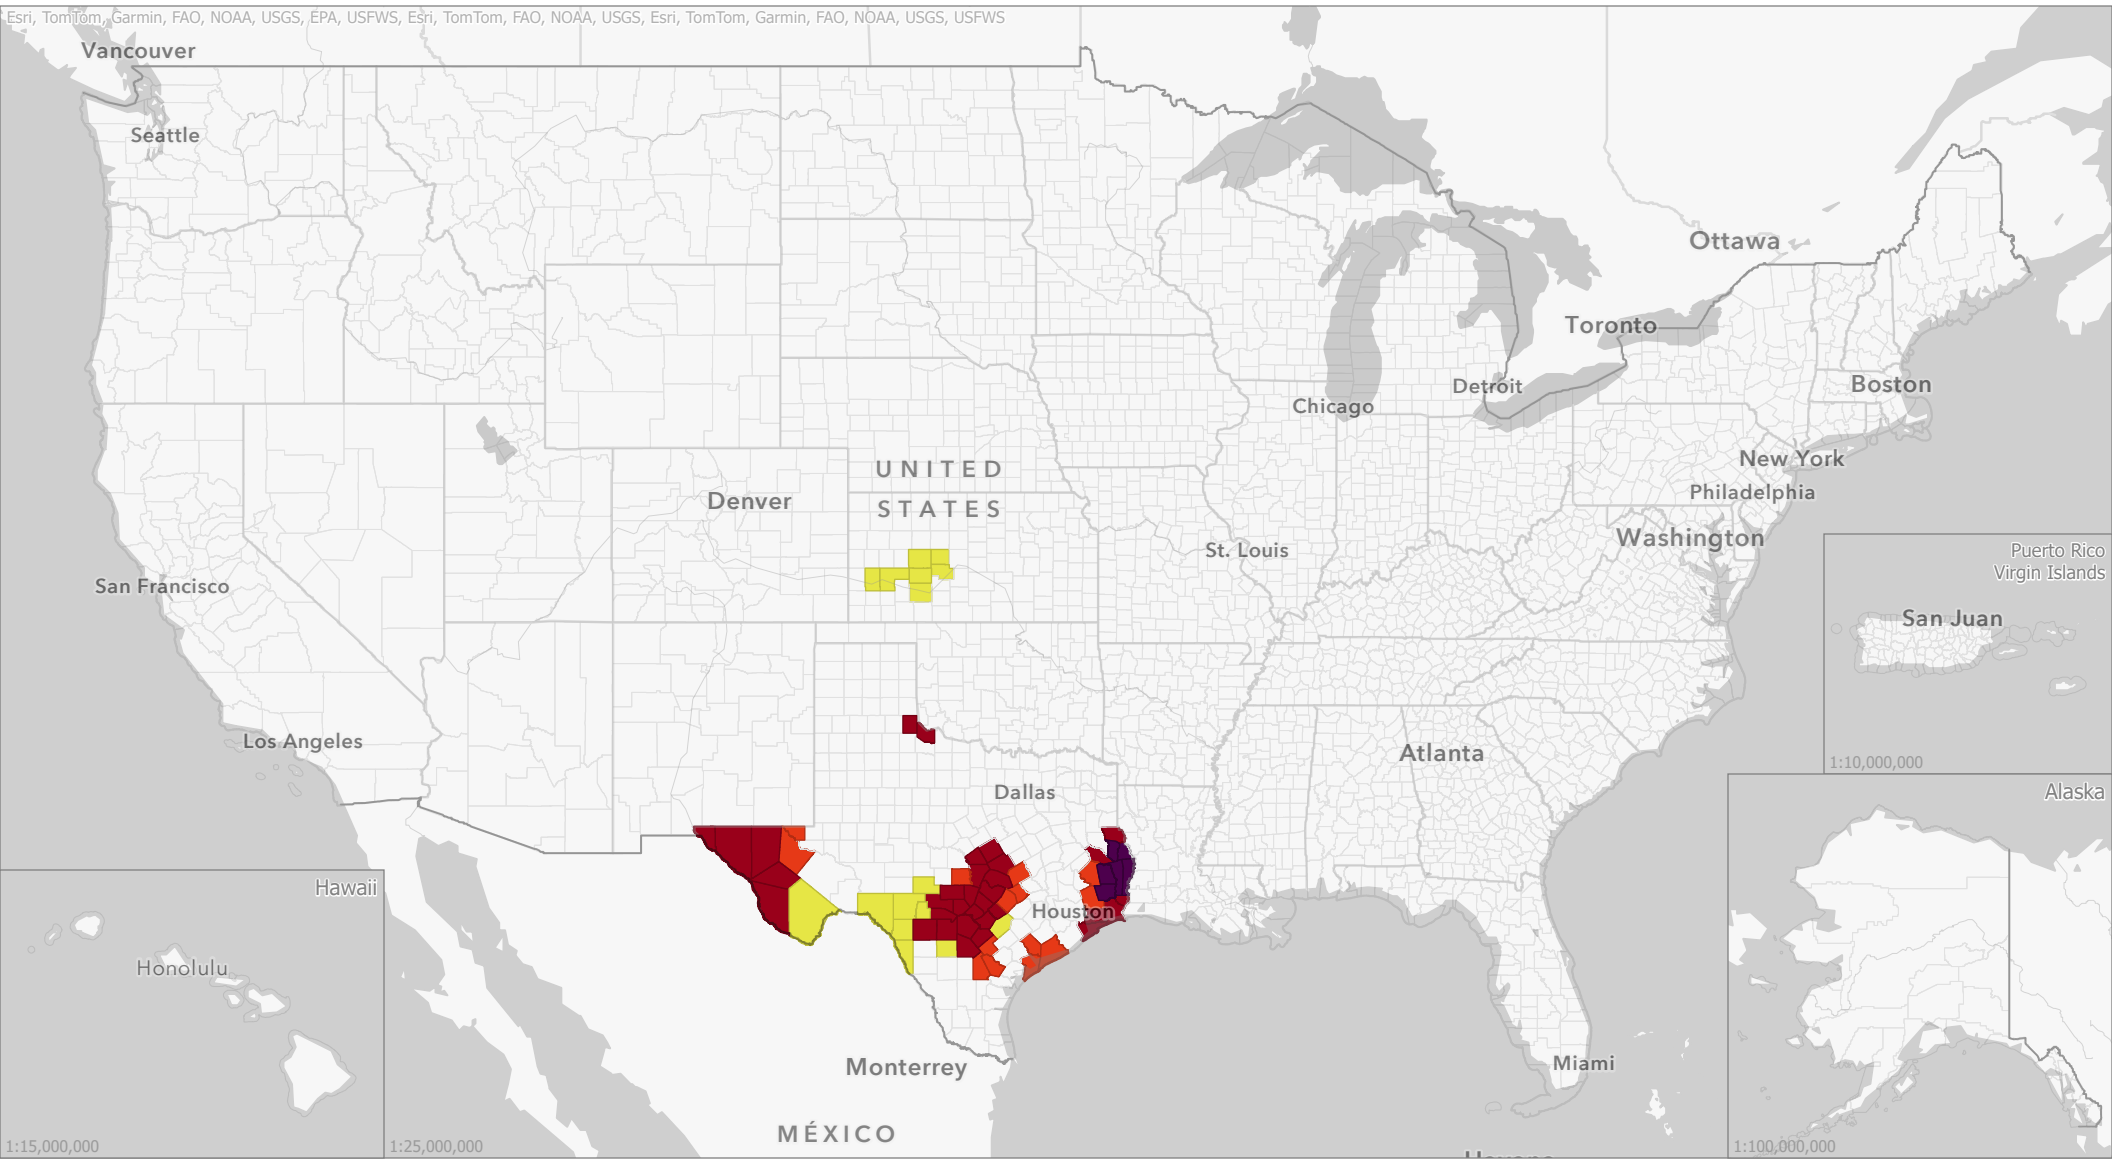 Esri, TomTom, Garmin, FAO, NOAA, USGS, EPA, USFWS, Esri, TomTom, FAO, NOAA, USGS, Esri, TomTom, Garmin, FAO, NOAA, USGS, USFWS
Vancouver
Seattle
Ottawa
Toronto
Detroit
Boston
Chicago
New York
UNITED
STATES
Denver
Philadelphia
Washington
St. Louis
San Francisco
Puerto Rico
Virgin Islands
San Juan
Los Angeles
Atlanta
1:10,000,000
Dallas
Alaska
Hawaii
Houston
Honolulu
Monterrey
Miami
MÉXICO
1:15,000,000
1:25,000,000
1:100,000,000